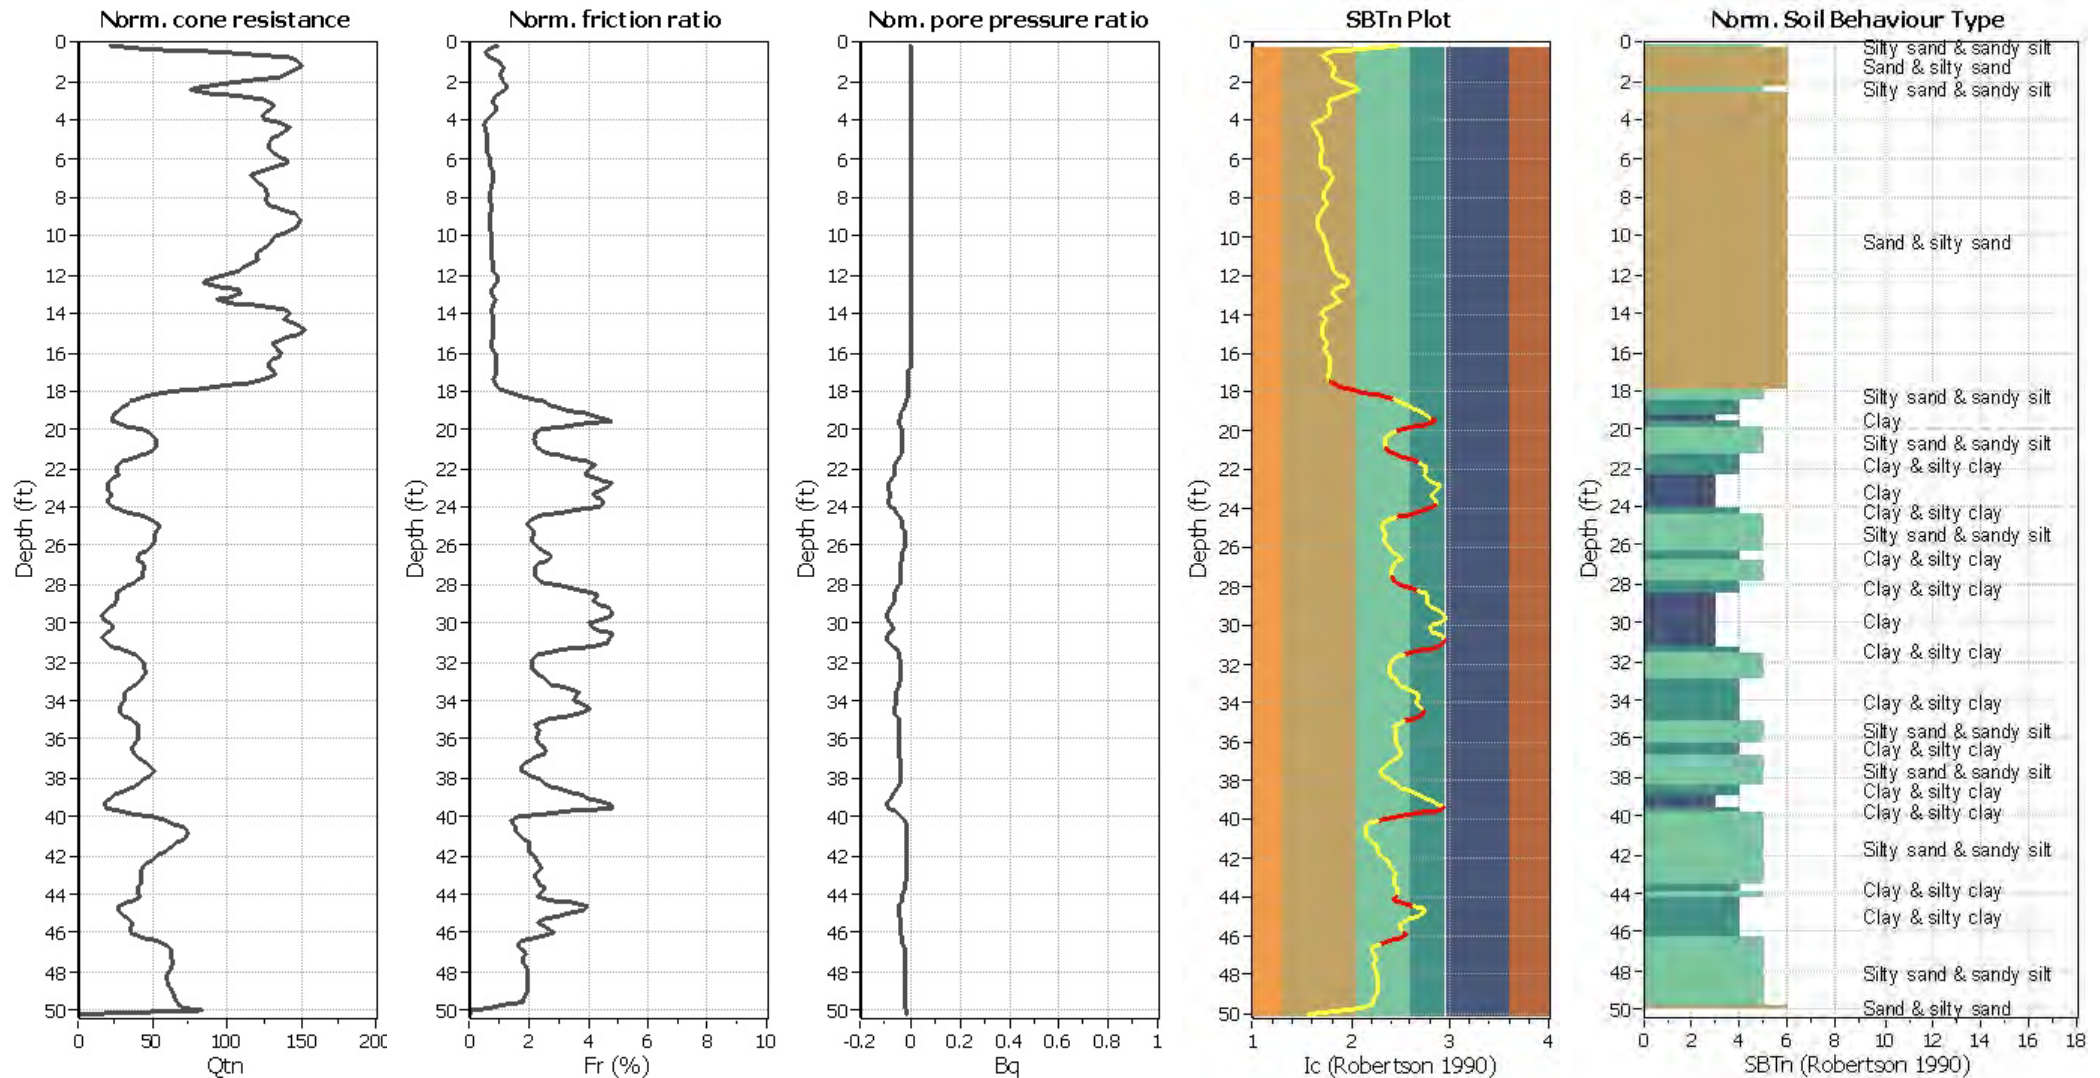 Norm. cone resistance
0
2
4
6
8
10
12
14
16
18
20
22
24
26
28
30
32
34
36
38
40
42
44
46
48
50
Depth (ft)
0 50 100 150 200
Qtn
Norm. friction ratio
0
2
4
6
8
10
12
14
16
18
20
22
24
26
28
30
32
34
36
38
40
42
44
46
48
50
Depth (ft)
0 2 4 6 8 10
Fr (%)
Nom. pore pressure ratio
0
2
4
6
8
10
12
14
16
18
20
22
24
26
28
30
32
34
36
38
40
42
44
46
48
50
Depth (ft)
-0.2 0 0.2 0.4 0.6 0.8 1
Bq
SBTn Plot
0
2
4
6
8
10
12
14
16
18
20
22
24
26
28
30
32
34
36
38
40
42
44
46
48
50
Depth (ft)
1 2 3 4
Ic (Robertson 1990)
Norm. Soil Behaviour Type
0
2
4
6
8
10
12
14
16
18
20
22
24
26
28
30
32
34
36
38
40
42
44
46
48
50
Depth (ft)
Silty sand & sandy silt
Sand & silty sand
Silty sand & sandy silt
Sand & silty sand
Silty sand & sandy silt
Clay
Silty sand & sandy silt
Clay & silty clay
Clay
Clay & silty clay
Silty sand & sandy silt
Clay & silty clay
Clay & silty clay
Clay
Clay & silty clay
Clay & silty clay
Silty sand & sandy silt
Clay & silty clay
Silty sand & sandy silt
Clay & silty clay
Clay & silty clay
Silty sand & sandy silt
Clay & silty clay
Clay & silty clay
Silty sand & sandy silt
Sand & silty sand
0 2 4 6 8 10 12 14 16 18
SBTn (Robertson 1990)